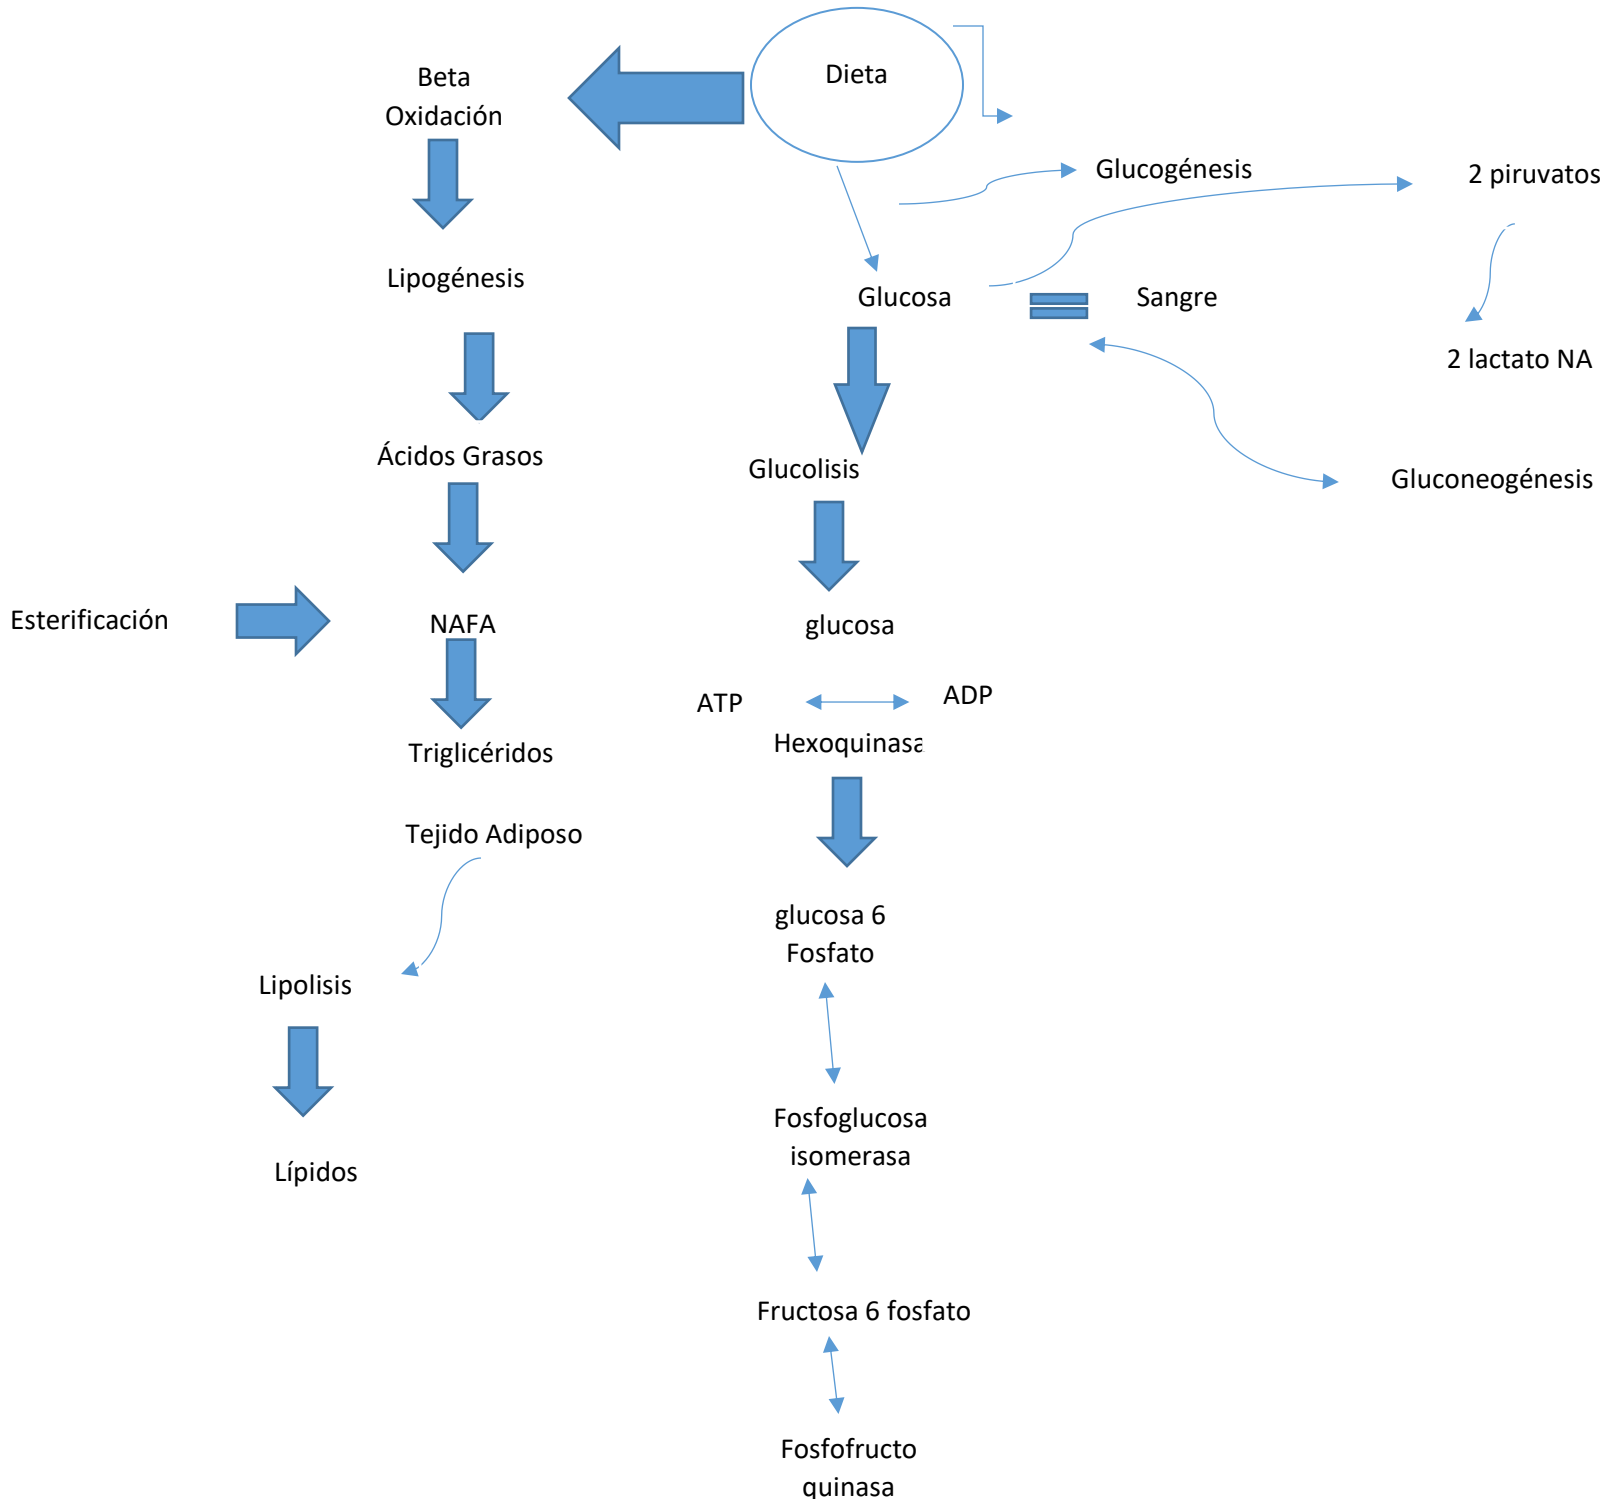 Dieta
Beta
Oxidación
Glucogénesis
2 piruvatos
Lipogénesis
Glucosa
Sangre
2 lactato NA
Ácidos Grasos
Glucolisis
Gluconeogénesis
Esterificación
NAFA
glucosa
ATP
ADP
Hexoquinasa
Triglicéridos
Tejido Adiposo
glucosa 6
Fosfato
Lipolisis
Fosfoglucosa
isomerasa
Lípidos
Fructosa 6 fosfato
Fosfofructo
quinasa